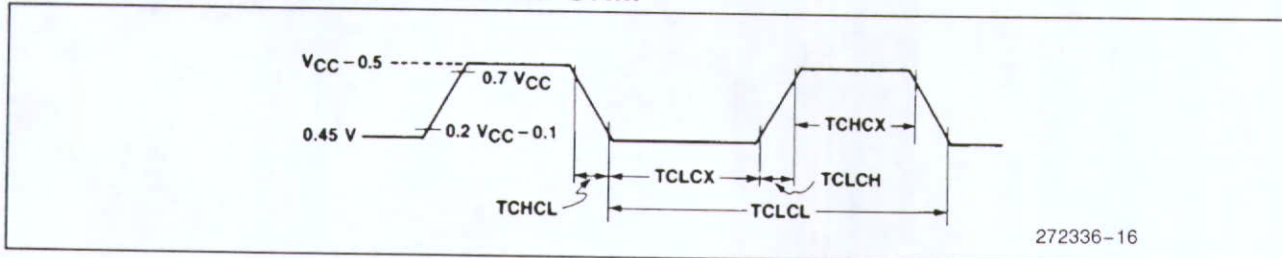 VCC – 0.5
0.7 VCC
0.45 V
0.2 VCC – 0.1
TCHCX
TCLCX
TCLCH
TCHCL
TCLCL
272336–16